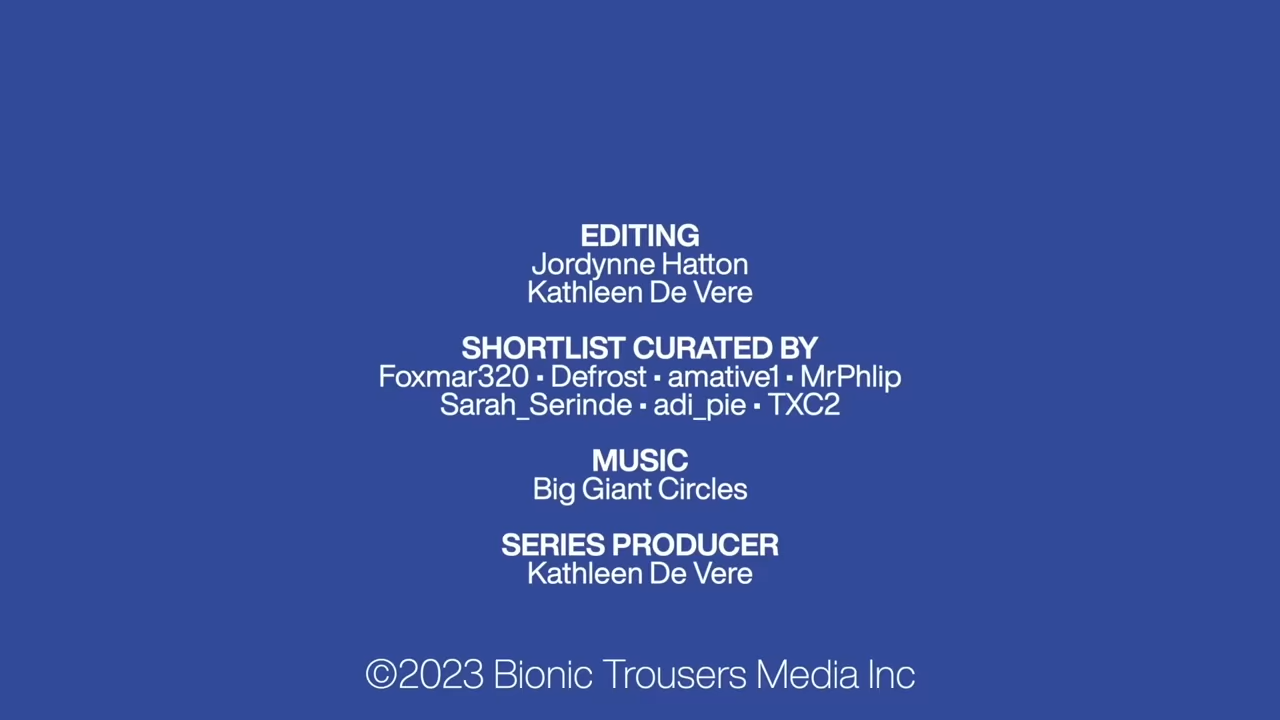 EDITING
Jordynne Hatton
Kathleen De Vere
SHORTLIST CURATED BY
Foxmar320 ▪ Defrost ▪ amative1 ▪ MrPhlip
Sarah_Serinde ▪ adi_pie ▪ TXC2
MUSIC
Big Giant Circles
SERIES PRODUCER
Kathleen De Vere
©2023 Bionic Trousers Media Inc